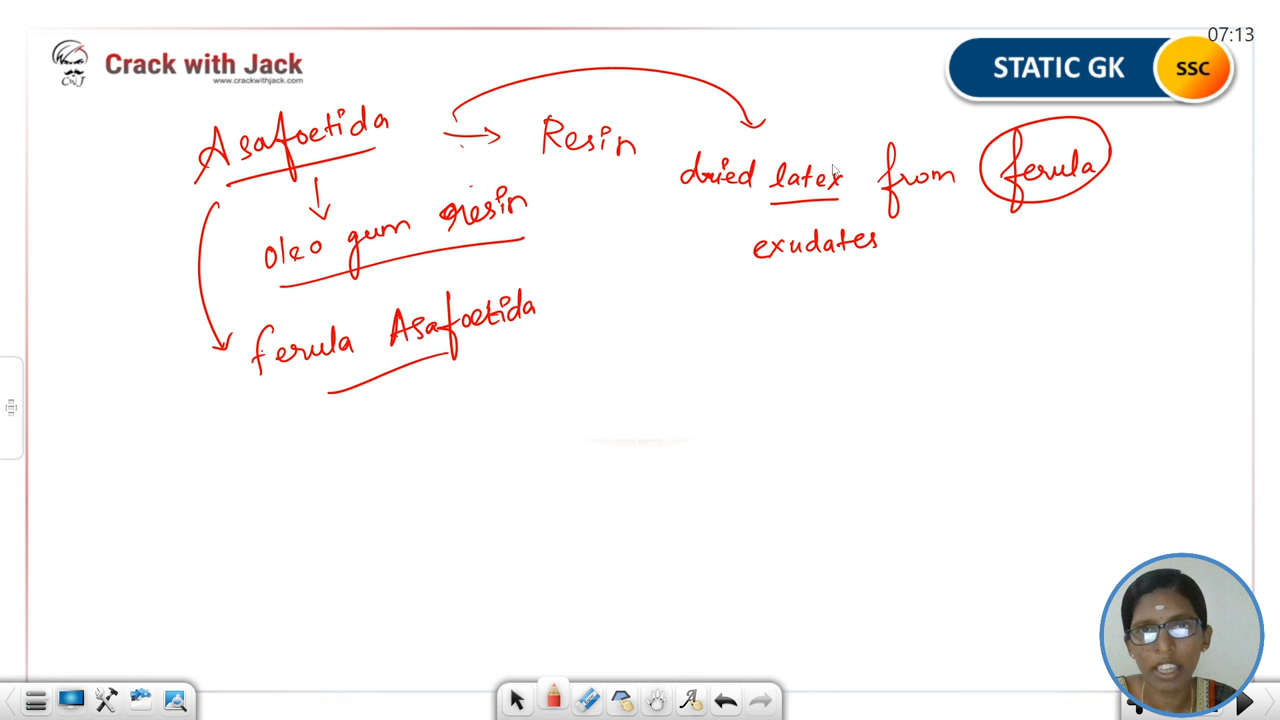 07:13
Crack with Jack
www.crackwithjack.com
CwJ
STATIC GK
SSC
Asafoetida
Resin
dried latex from ferula
exudates
oleo gum resin
ferula Asafoetida